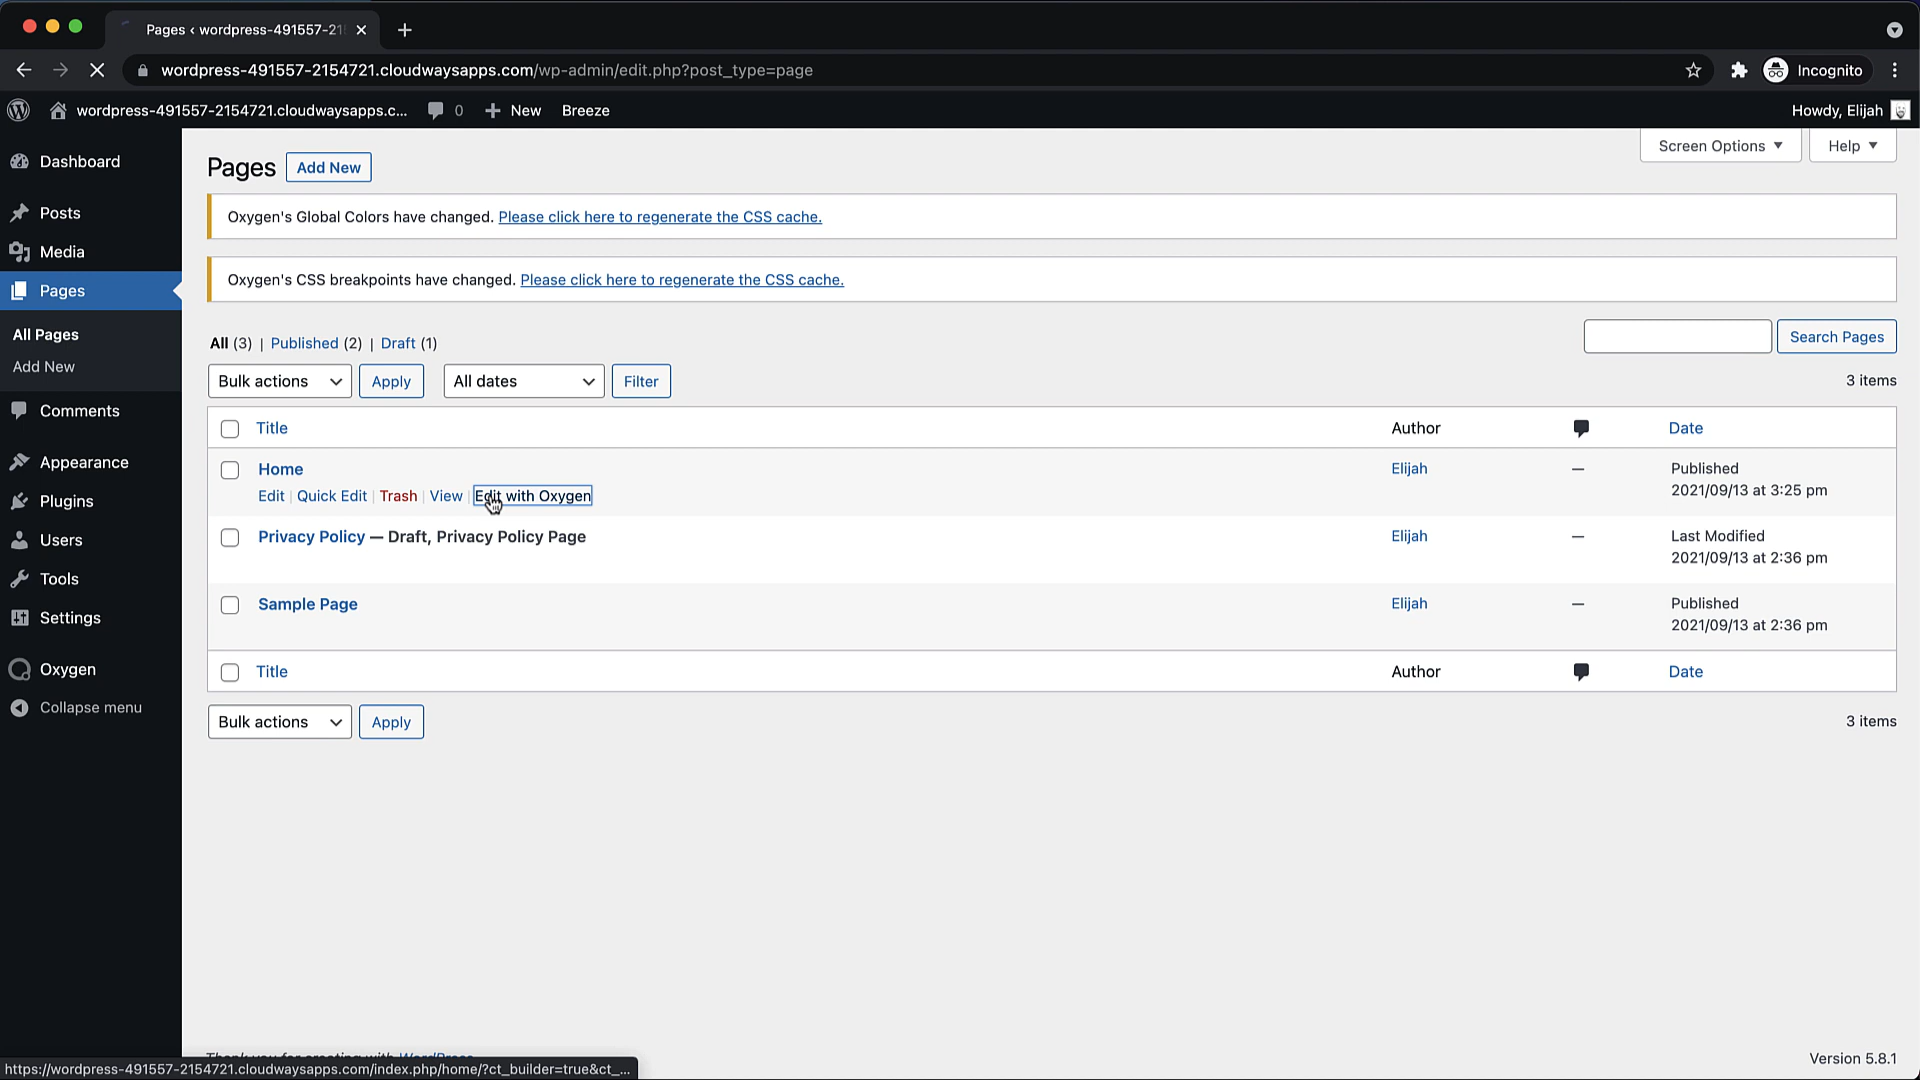 Pages < wordpress-491557-21
wordpress-491557-2154721.cloudwaysapps.com/wp-admin/edit.php?post_type=page
Incognito
wordpress-491557-2154721.cloudwaysapps.c... 0 New Breeze
Howdy, Elijah
Dashboard
Posts
Media
Pages
All Pages
Add New
Comments
Appearance
Plugins
Users
Tools
Settings
Oxygen
Collapse menu
Screen Options Help
Pages Add New
Oxygen's Global Colors have changed. Please click here to regenerate the CSS cache.
Oxygen's CSS breakpoints have changed. Please click here to regenerate the CSS cache.
All (3) | Published (2) | Draft (1)
Search Pages
Bulk actions Apply All dates Filter
3 items
Title Author Date
Home Elijah — Published
Edit | Quick Edit | Trash | View | Edit with Oxygen 2021/09/13 at 3:25 pm
Privacy Policy — Draft, Privacy Policy Page Elijah — Last Modified
2021/09/13 at 2:36 pm
Sample Page Elijah — Published
2021/09/13 at 2:36 pm
Title Author Date
Bulk actions Apply
3 items
Thank you for creating with WordPress
Version 5.8.1
https://wordpress-491557-2154721.cloudwaysapps.com/index.php/home/?ct_builder=true&ct_...